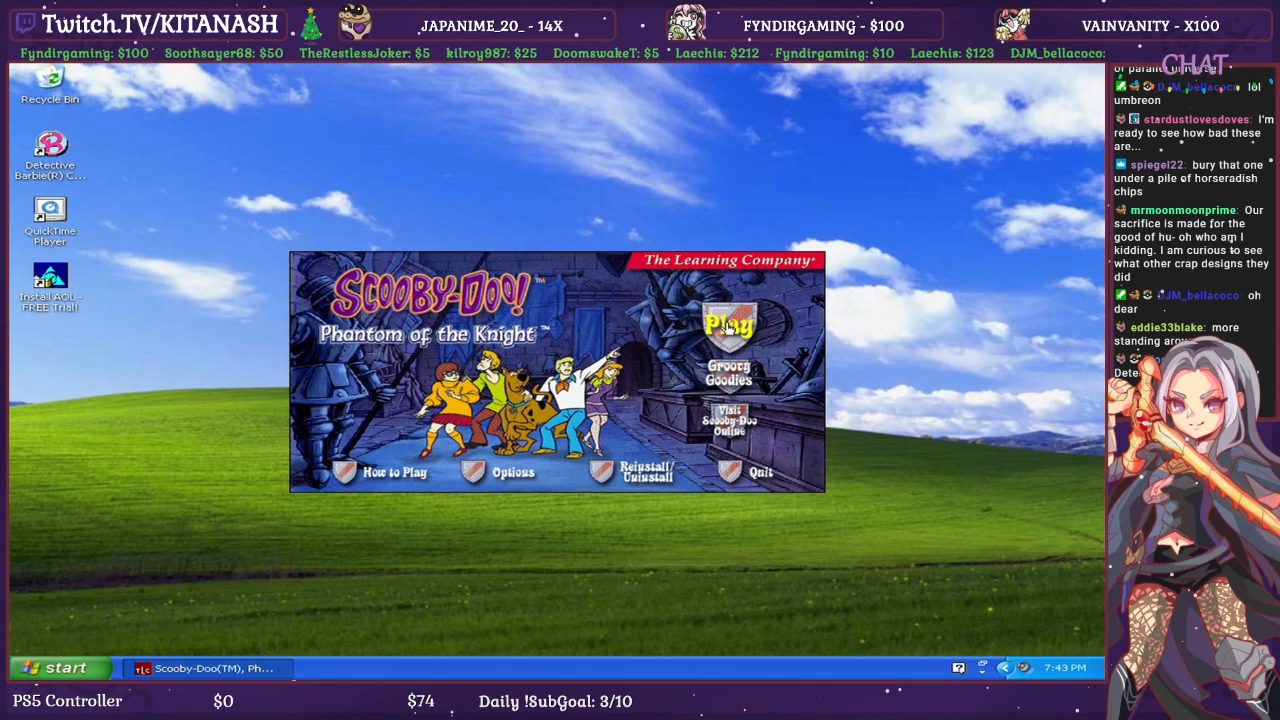 Twitch.TV/KITANASH
JAPANIME_20_ - 14X
FYNDIRGAMING - $100
VAINVANITY - X100
Fyndirgaming: $100 Soothsayer68: $50 TheRestlessJoker: $5 kilroy987: $25 DoomswakeT: $5 Laechis: $212 Fyndirgaming: $10 Laechis: $123 DJM_bellacoco:
CHAT
Recycle Bin
Detective
Barbie(R) C...
QuickTime
Player
Install AOL -
FREE Trial!
The Learning Company
SCOOBY-DOO! TM
Phantom of the Knight TM
Play
Groovy
Goodies
Visit
Scooby-Doo
Online
How to Play
Options
Reinstall/
Uninstall
Quit
DJM_bellacoco: lol
umbreon
stardustlovesdoves: I'm
ready to see how bad these
are...
spiegel22: bury that one
under a pile of horseradish
chips
mrmoonmoonprime: Our
sacrifice is made for the
good of hu- oh who am I
kidding. I am curious to see
what other crap designs they
did
DJM_bellacoco: oh
dear
eddie33blake: more
standing
start
TLC
Scooby-Doo(TM), Ph...
7:43 PM
PS5 Controller
$0
$74
Daily !SubGoal: 3/10